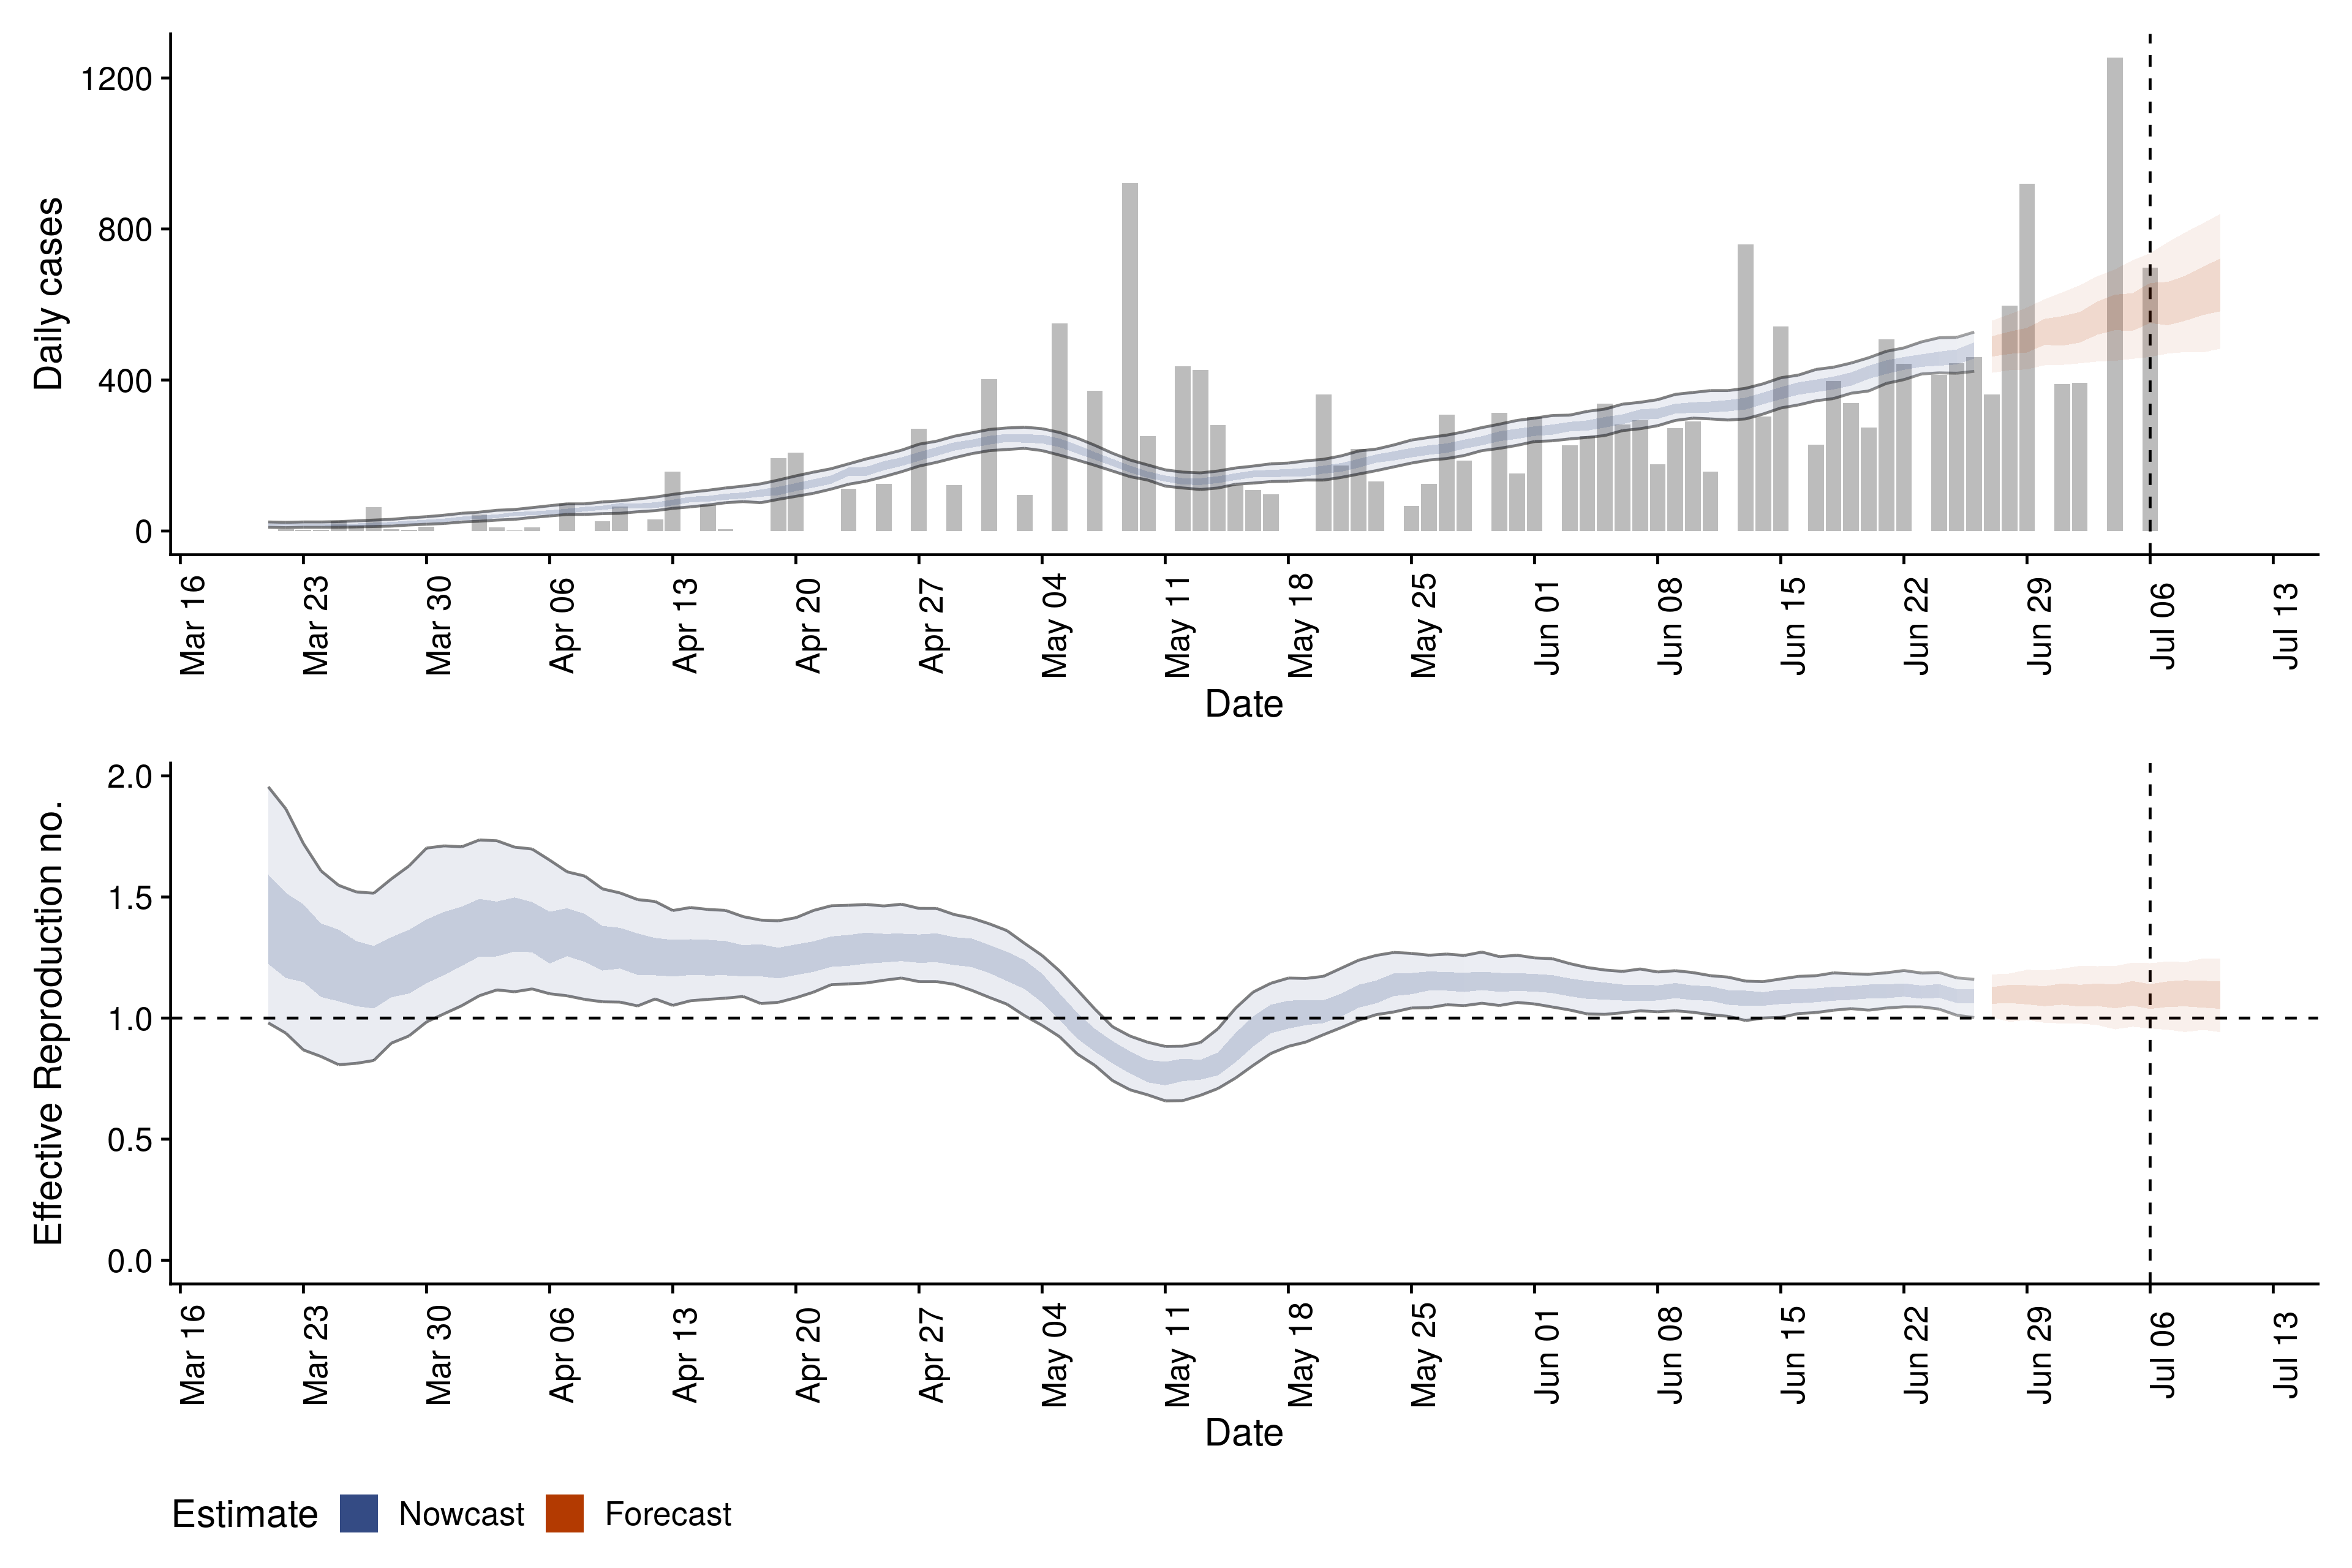 Daily cases
1200
800
400
0
Mar 16
Mar 23
Mar 30
Apr 06
Apr 13
Apr 20
Apr 27
May 04
May 11
May 18
May 25
Jun 01
Jun 08
Jun 15
Jun 22
Jun 29
Jul 06
Jul 13
Date
Effective Reproduction no.
2.0
1.5
1.0
0.5
0.0
Mar 16
Mar 23
Mar 30
Apr 06
Apr 13
Apr 20
Apr 27
May 04
May 11
May 18
May 25
Jun 01
Jun 08
Jun 15
Jun 22
Jun 29
Jul 06
Jul 13
Date
Estimate Nowcast Forecast